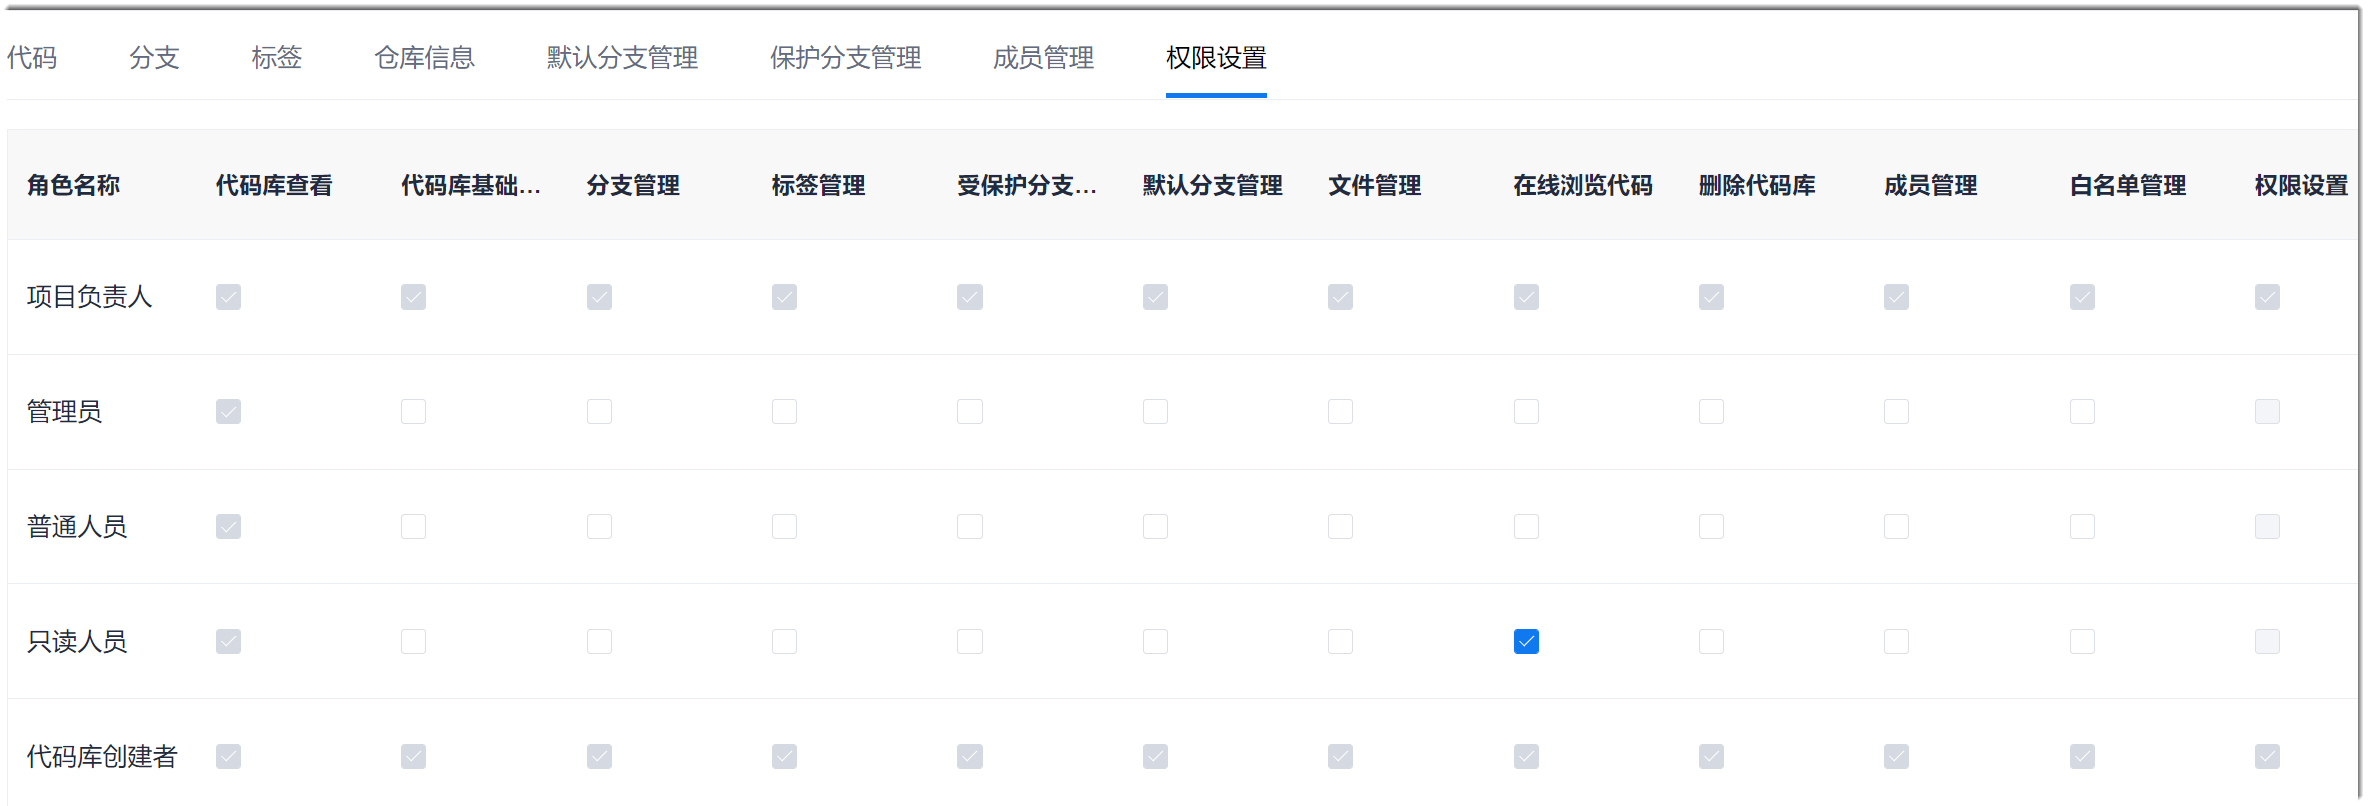 代码 分支 标签 仓库信息 默认分支管理 保护分支管理 成员管理 权限设置
角色名称 代码库查看 代码库基础... 分支管理 标签管理 受保护分支... 默认分支管理 文件管理 在线浏览代码 删除代码库 成员管理 白名单管理 权限设置
项目负责人
管理员
普通人员
只读人员
代码库创建者